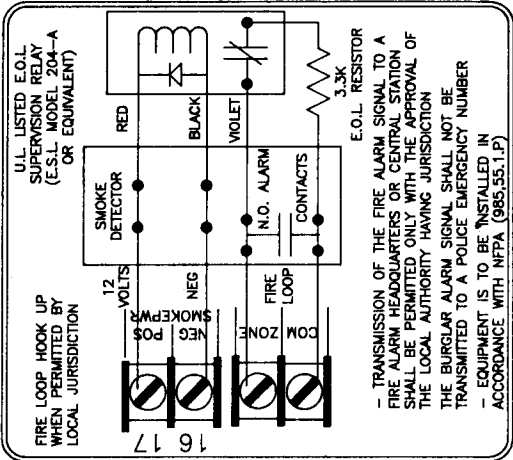 FIRE LOOP HOOK UP
WHEN PERMITTED BY
LOCAL JURISDICTION
U.L. LISTED E.O.L.
SUPERVISION RELAY
(E.S.L. MODEL 204-A
OR EQUIVALENT)
SMOKE
DETECTOR
RED
BLACK
VIOLET
12
VOLTS
NEG
17
16
POS
NEG
SMOKEPWR
FIRE
LOOP
ZONE
COM
N.O. ALARM
CONTACTS
3.3K
E.O.L. RESISTOR
- TRANSMISSION OF THE FIRE ALARM SIGNAL TO A
FIRE ALARM HEADQUARTERS OR CENTRAL STATION
SHALL BE PERMITTED ONLY WITH THE APPROVAL OF
THE LOCAL AUTHORITY HAVING JURISDICTION
THE BURGLAR ALARM SIGNAL SHALL NOT BE
TRANSMITTED TO A POLICE EMERGENCY NUMBER
- EQUIPMENT IS TO BE INSTALLED IN
ACCORDANCE WITH NFPA (985,55.1.P)